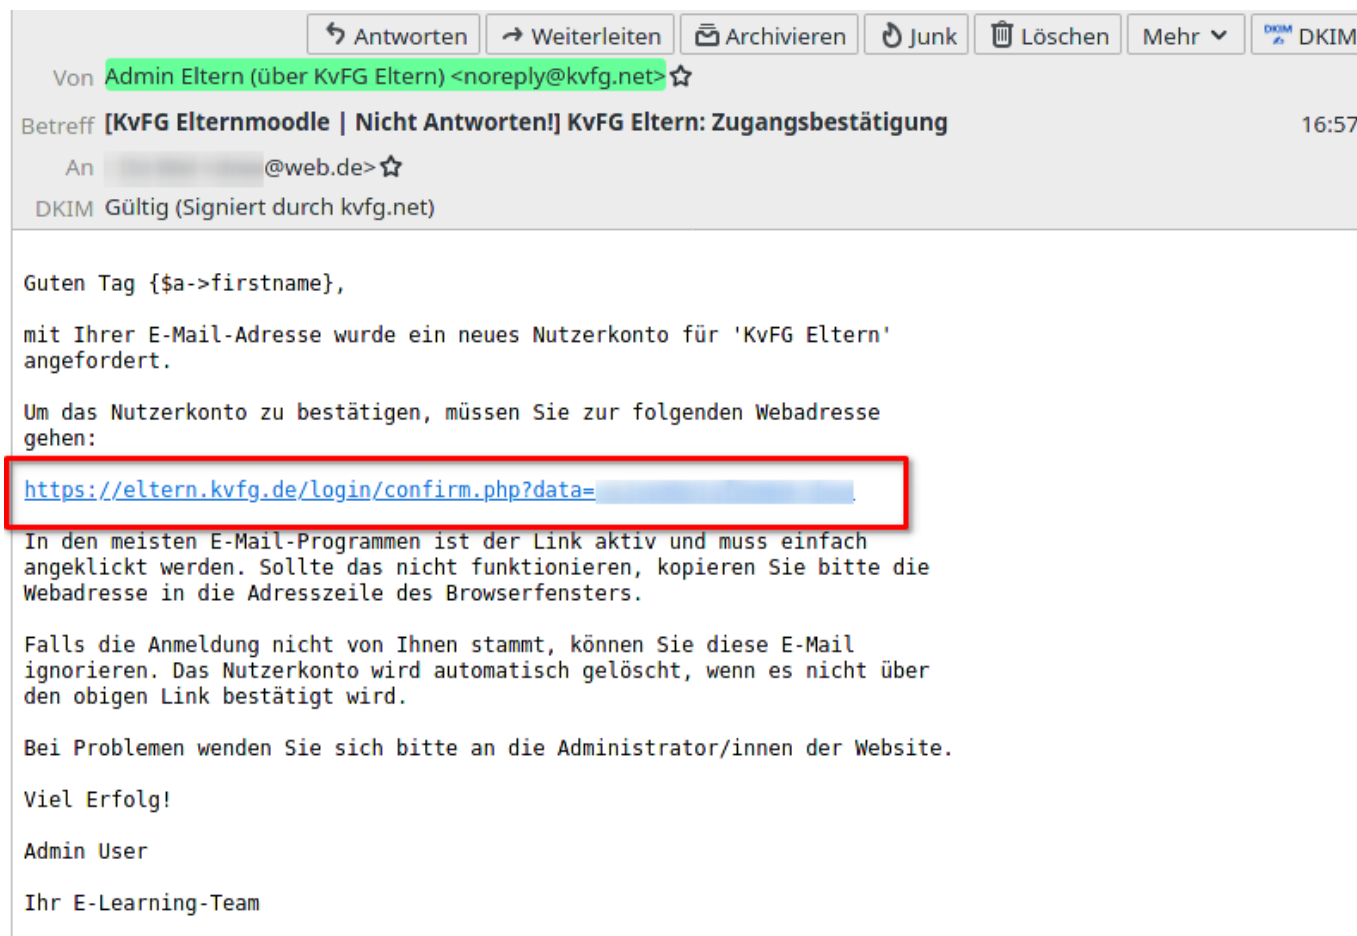 Antworten Weiterleiten Archivieren Junk Löschen Mehr DKIM DKIM
Von Admin Eltern (über KvFG Eltern) <noreply@kvfg.net>
Betreff [KvFG Elternmoodle | Nicht Antworten!] KvFG Eltern: Zugangsbestätigung 16:57
An @web.de>
DKIM Gültig (Signiert durch kvfg.net)
Guten Tag {$a->firstname},
mit Ihrer E-Mail-Adresse wurde ein neues Nutzerkonto für 'KvFG Eltern'
angefordert.
Um das Nutzerkonto zu bestätigen, müssen Sie zur folgenden Webadresse
gehen:
https://eltern.kvfg.de/login/confirm.php?data=
In den meisten E-Mail-Programmen ist der Link aktiv und muss einfach
angeklickt werden. Sollte das nicht funktionieren, kopieren Sie bitte die
Webadresse in die Adresszeile des Browserfensters.
Falls die Anmeldung nicht von Ihnen stammt, können Sie diese E-Mail
ignorieren. Das Nutzerkonto wird automatisch gelöscht, wenn es nicht über
den obigen Link bestätigt wird.
Bei Problemen wenden Sie sich bitte an die Administrator/innen der Website.
Viel Erfolg!
Admin User
Ihr E-Learning-Team